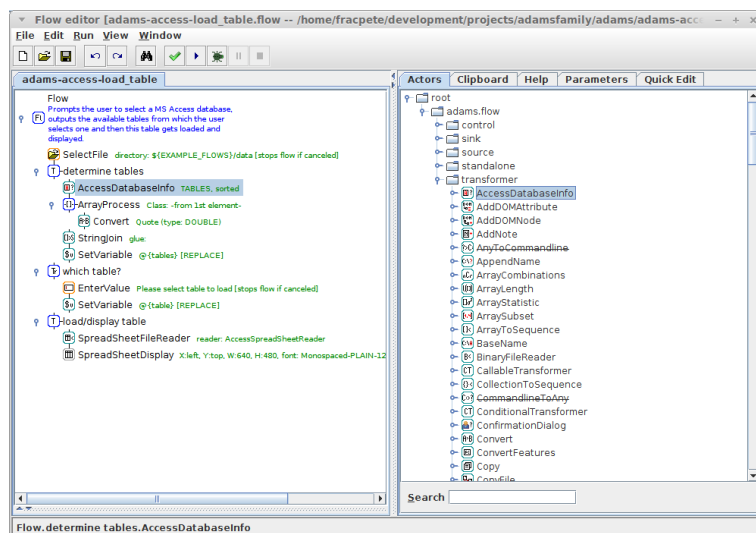 Flow editor [adams-access-load_table.flow -- /home/fracpete/development/projects/adamsfamily/adams/adams-acc
File Edit Run View Window
adams-access-load_table
Flow
Prompts the user to select a MS Access database,
outputs the available tables from which the user
selects one and then this table gets loaded and
displayed.
SelectFile directory: ${EXAMPLE_FLOWS}/data [stops flow if canceled]
determine tables
AccessDatabaseInfo TABLES, sorted
ArrayProcess Class: -from 1st element-
Convert Quote (type: DOUBLE)
StringJoin glue:
SetVariable @{tables} [REPLACE]
which table?
EnterValue Please select table to load [stops flow if canceled]
SetVariable @{table} [REPLACE]
load/display table
SpreadSheetFileReader reader: AccessSpreadSheetReader
SpreadSheetDisplay X:left, Y:top, W:640, H:480, font: Monospaced-PLAIN-12
Actors Clipboard Help Parameters Quick Edit
root
adams.flow
control
sink
source
standalone
transformer
AccessDatabaseInfo
AddDOMAttribute
AddDOMNode
AddNote
AnyToCommandline
AppendName
ArrayCombinations
ArrayLength
ArrayStatistic
ArraySubset
ArrayToSequence
BaseName
BinaryFileReader
CallableTransformer
CollectionToSequence
CommandlineToAny
ConditionalTransformer
ConfirmationDialog
Convert
ConvertFeatures
Copy
CopyFile
Search
Flow.determine tables.AccessDatabaseInfo